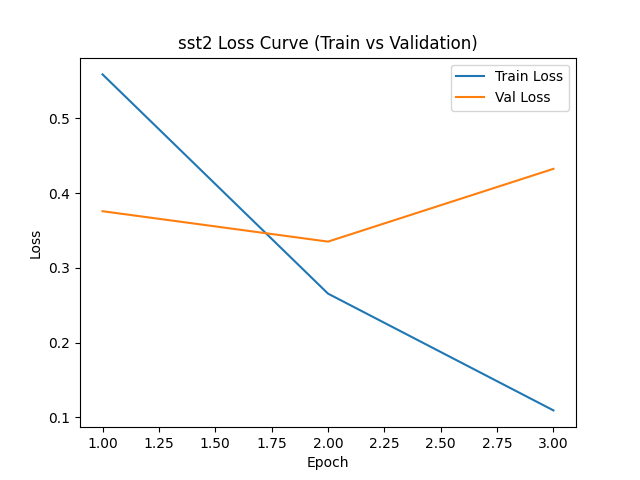 sst2 Loss Curve (Train vs Validation)
Train Loss
Val Loss
0.5
0.4
0.3
0.2
0.1
Loss
1.00 1.25 1.50 1.75 2.00 2.25 2.50 2.75 3.00
Epoch